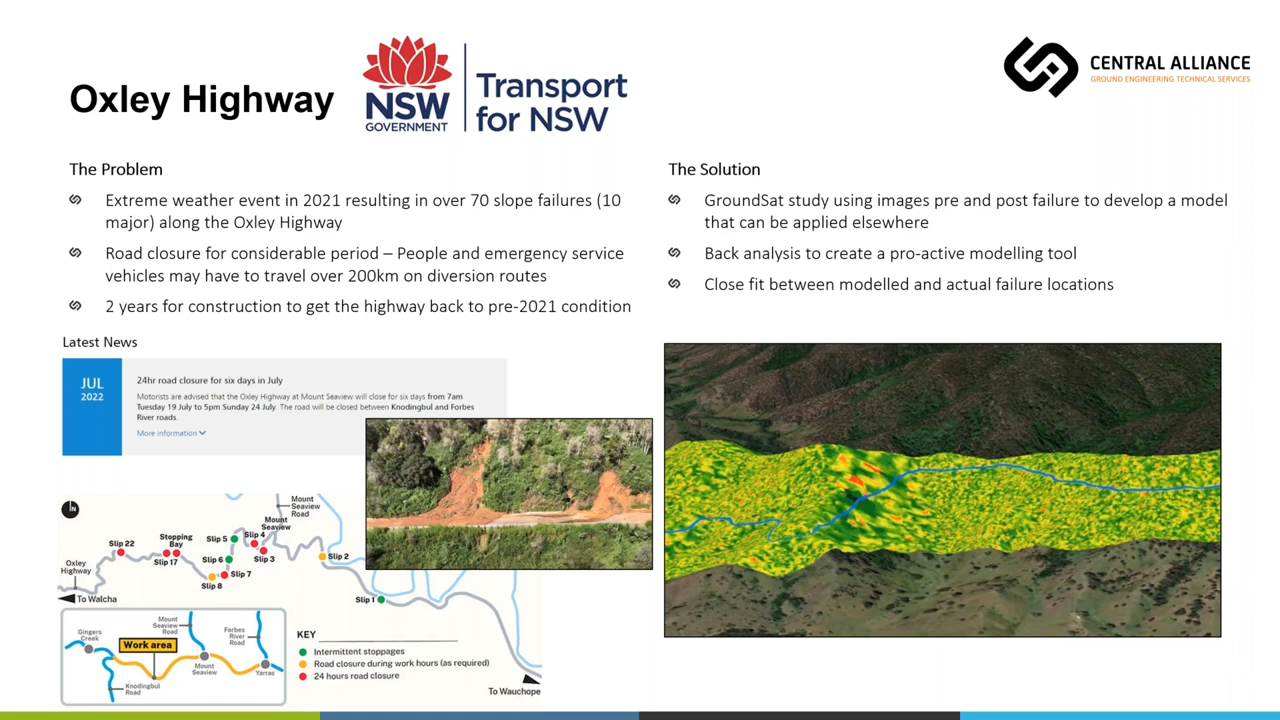 Oxley Highway
NSW
GOVERNMENT
Transport
for NSW
CENTRAL ALLIANCE
GROUND ENGINEERING TECHNICAL SERVICES
The Problem
Extreme weather event in 2021 resulting in over 70 slope failures (10
major) along the Oxley Highway
Road closure for considerable period – People and emergency service
vehicles may have to travel over 200km on diversion routes
2 years for construction to get the highway back to pre-2021 condition
The Solution
GroundSat study using images pre and post failure to develop a model
that can be applied elsewhere
Back analysis to create a pro-active modelling tool
Close fit between modelled and actual failure locations
Latest News
JUL
2022
24hr road closure for six days in July
Motorists are advised that the Oxley Highway at Mount Seaview will close for six days from 7am
Tuesday 19 July to 5pm Sunday 24 July. The road will be closed between Knodingbul and Forbes
River roads.
More information
N
Mount
Seaview
Road
Mount
Seaview
Slip 22
Stopping
Bay
Slip 17
Slip 5
Slip 4
Slip 6
Slip 3
Slip 2
Slip 7
Slip 8
Oxley
Highway
To Walcha
Slip 1
Gingers
Creek
Mount
Seaview
Road
Forbes
River
Road
Work area
Mount
Seaview
Yarras
Knodingbul
Road
KEY
Intermittent stoppages
Road closure during work hours (as required)
24 hours road closure
To Wauchope